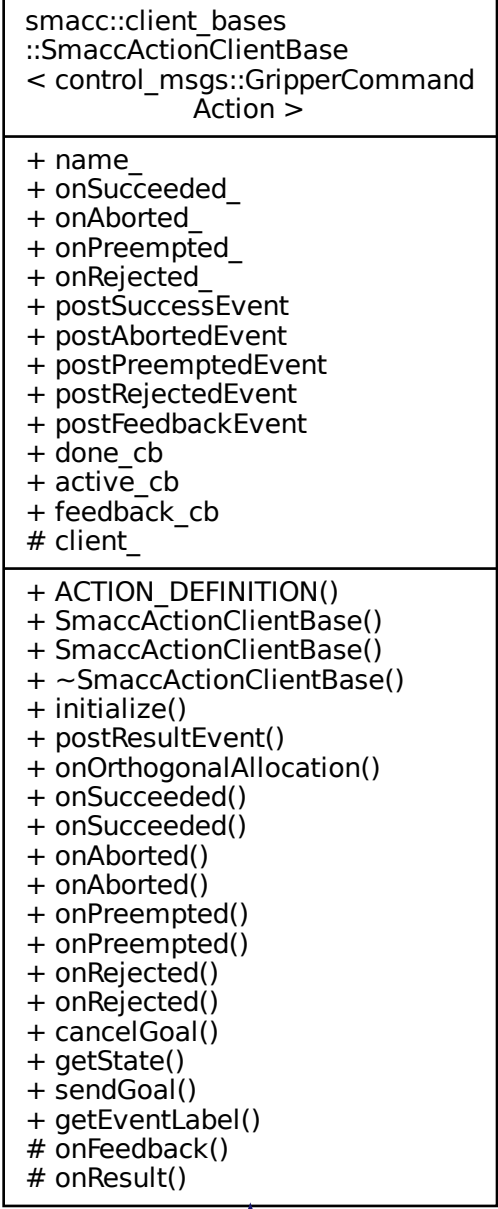 smacc::client_bases
::SmaccActionClientBase
< control_msgs::GripperCommand
Action >
+ name_
+ onSucceeded_
+ onAborted_
+ onPreempted_
+ onRejected_
+ postSuccessEvent
+ postAbortedEvent
+ postPreemptedEvent
+ postRejectedEvent
+ postFeedbackEvent
+ done_cb
+ active_cb
+ feedback_cb
# client_
+ ACTION_DEFINITION()
+ SmaccActionClientBase()
+ SmaccActionClientBase()
+ ~SmaccActionClientBase()
+ initialize()
+ postResultEvent()
+ onOrthogonalAllocation()
+ onSucceeded()
+ onSucceeded()
+ onAborted()
+ onAborted()
+ onPreempted()
+ onPreempted()
+ onRejected()
+ onRejected()
+ cancelGoal()
+ getState()
+ sendGoal()
+ getEventLabel()
# onFeedback()
# onResult()